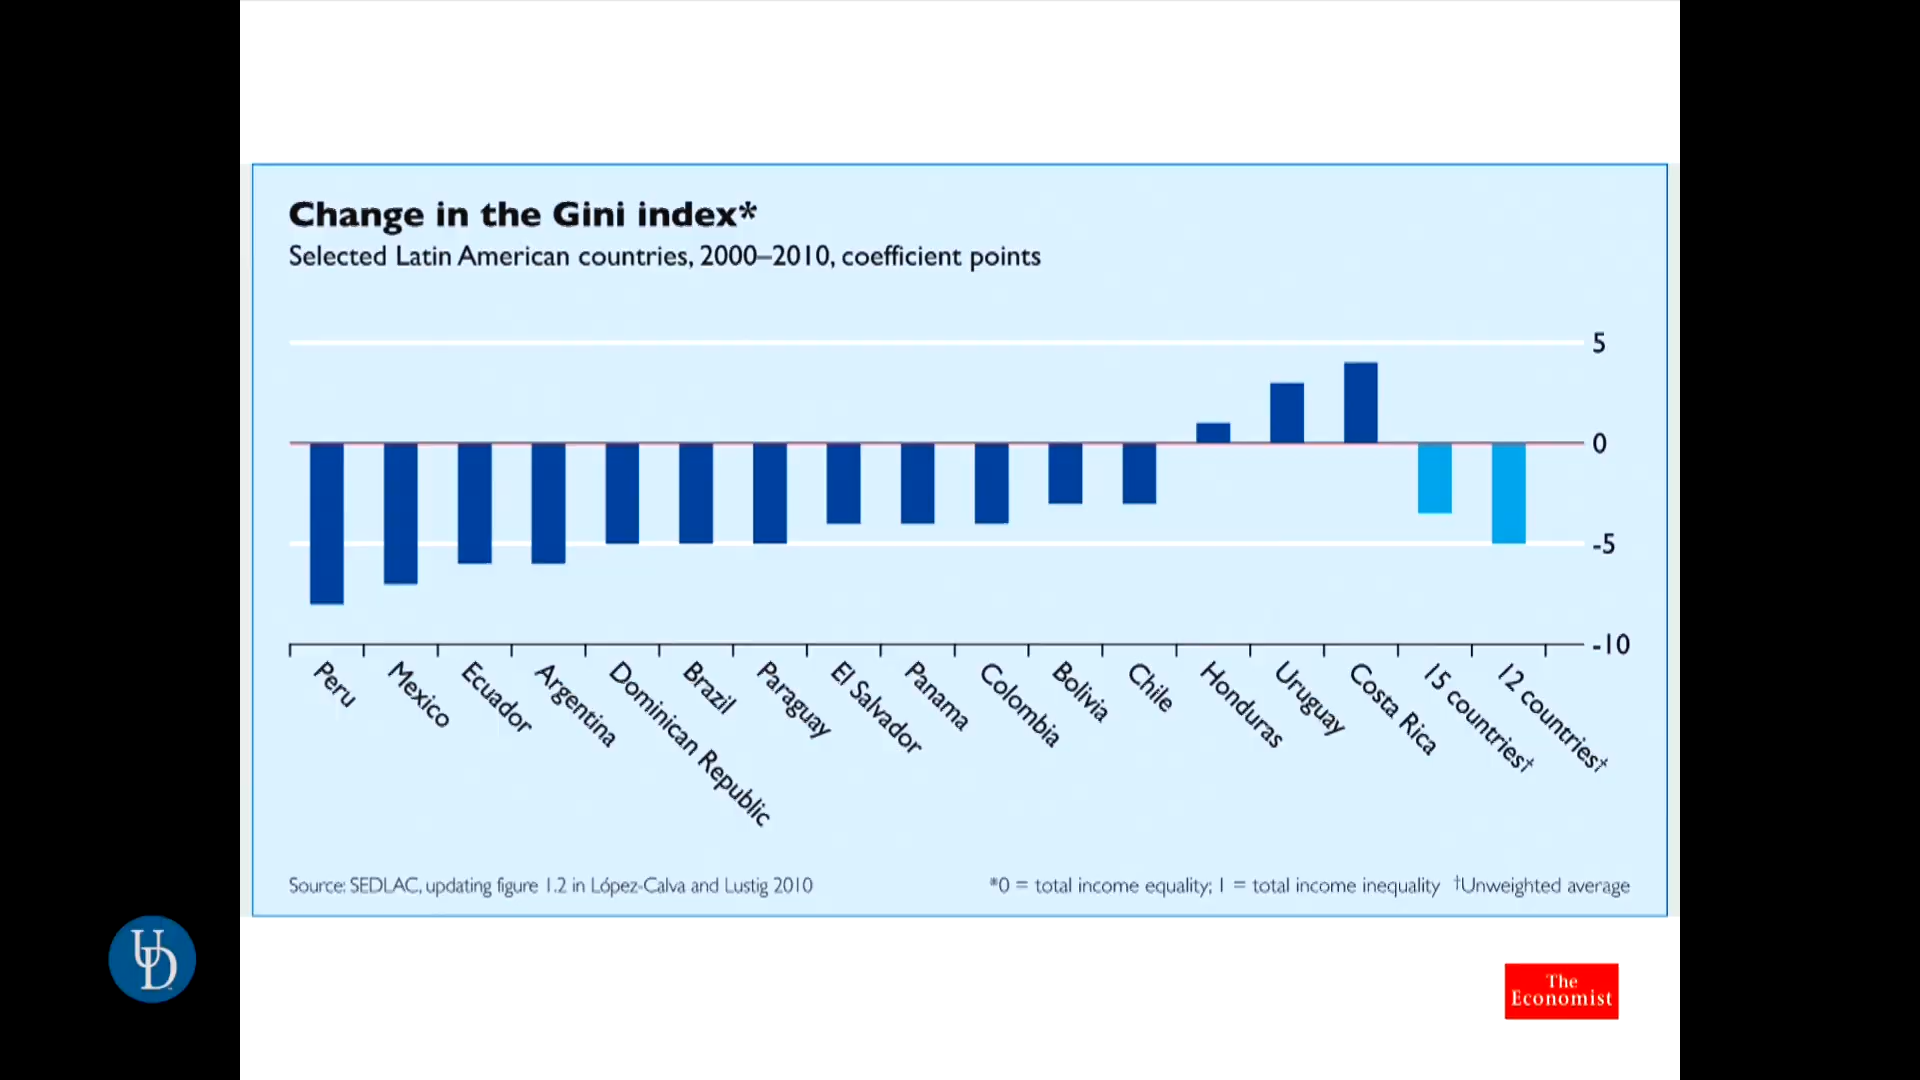 Change in the Gini index*
Selected Latin American countries, 2000–2010, coefficient points
5
0
-5
-10
Peru
Mexico
Ecuador
Argentina
Dominican Republic
Brazil
Paraguay
El Salvador
Panama
Colombia
Bolivia
Chile
Honduras
Uruguay
Costa Rica
15 countries†
12 countries†
Source: SEDLAC, updating figure 1.2 in López-Calva and Lustig 2010
*0 = total income equality; 1 = total income inequality †Unweighted average
UD
The
Economist